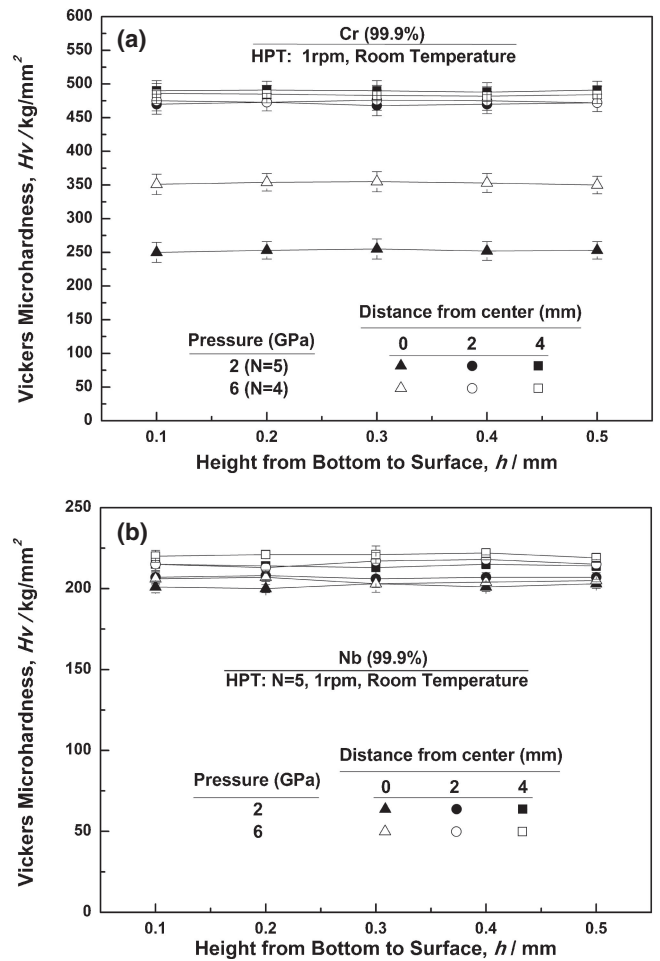 (a)
Cr (99.9%)
HPT: 1rpm, Room Temperature
600
550
500
450
400
350
300
250
200
150
100
50
0
Vickers Microhardness, Hv / kg/mm²
Distance from center (mm)
Pressure (GPa) 0 2 4
2 (N=5)
6 (N=4)
0.1 0.2 0.3 0.4 0.5
Height from Bottom to Surface, h / mm
(b)
250
200
150
100
50
0
Vickers Microhardness, Hv / kg/mm²
Nb (99.9%)
HPT: N=5, 1rpm, Room Temperature
Distance from center (mm)
Pressure (GPa) 0 2 4
2
6
0.1 0.2 0.3 0.4 0.5
Height from Bottom to Surface, h / mm